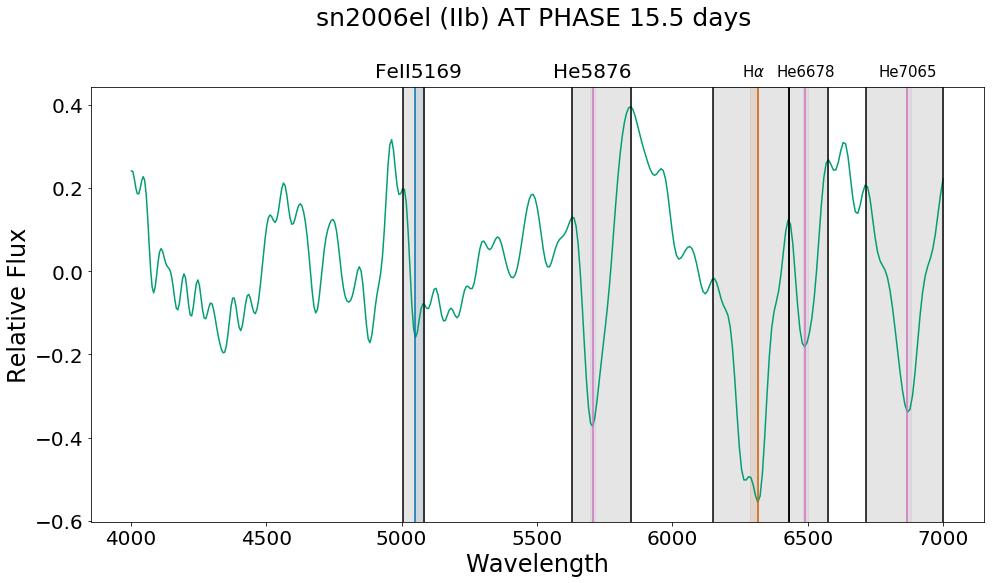 sn2006el (IIb) AT PHASE 15.5 days
FeII5169 He5876 Hα He6678 He7065
0.4
0.2
0.0
−0.2
−0.4
−0.6
Relative Flux
4000 4500 5000 5500 6000 6500 7000
Wavelength